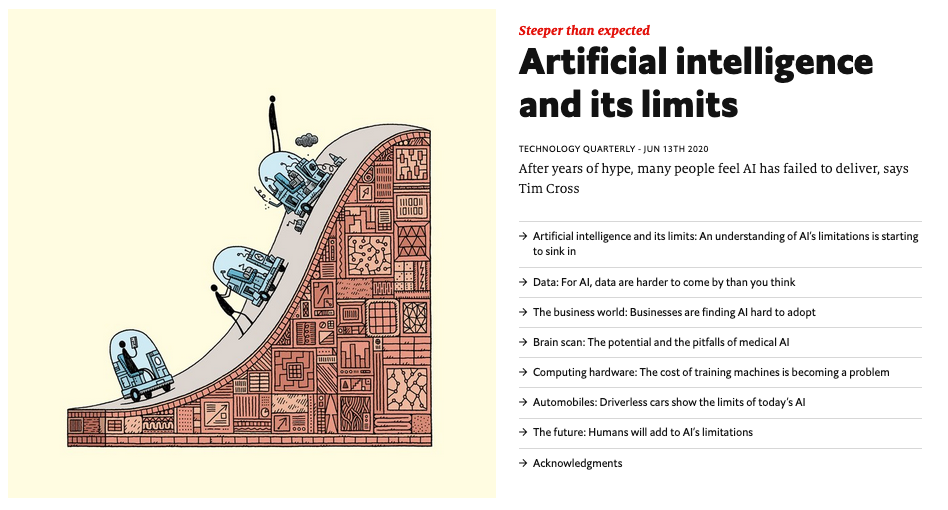 Steeper than expected
Artificial intelligence
and its limits
TECHNOLOGY QUARTERLY - JUN 13TH 2020
After years of hype, many people feel AI has failed to deliver, says
Tim Cross
→ Artificial intelligence and its limits: An understanding of AI's limitations is starting
to sink in
→ Data: For AI, data are harder to come by than you think
→ The business world: Businesses are finding AI hard to adopt
→ Brain scan: The potential and the pitfalls of medical AI
→ Computing hardware: The cost of training machines is becoming a problem
→ Automobiles: Driverless cars show the limits of today's AI
→ The future: Humans will add to AI's limitations
→ Acknowledgments